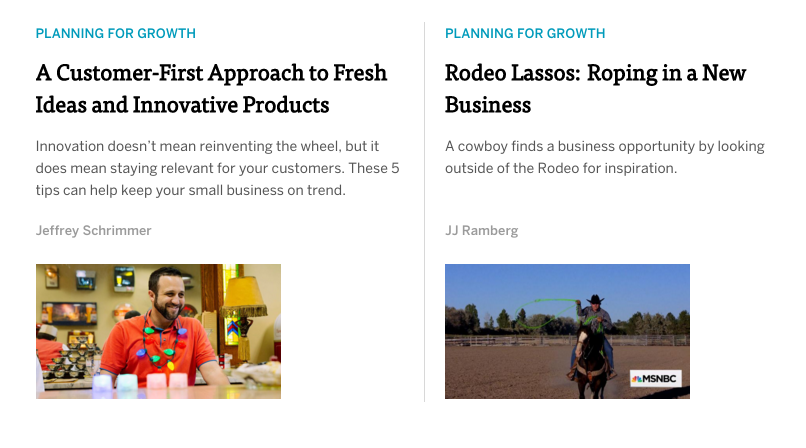 PLANNING FOR GROWTH
A Customer-First Approach to Fresh
Ideas and Innovative Products
Innovation doesn't mean reinventing the wheel, but it
does mean staying relevant for your customers. These 5
tips can help keep your small business on trend.
Jeffrey Schrimmer
PLANNING FOR GROWTH
Rodeo Lassos: Roping in a New
Business
A cowboy finds a business opportunity by looking
outside of the Rodeo for inspiration.
JJ Ramberg
MSNBC